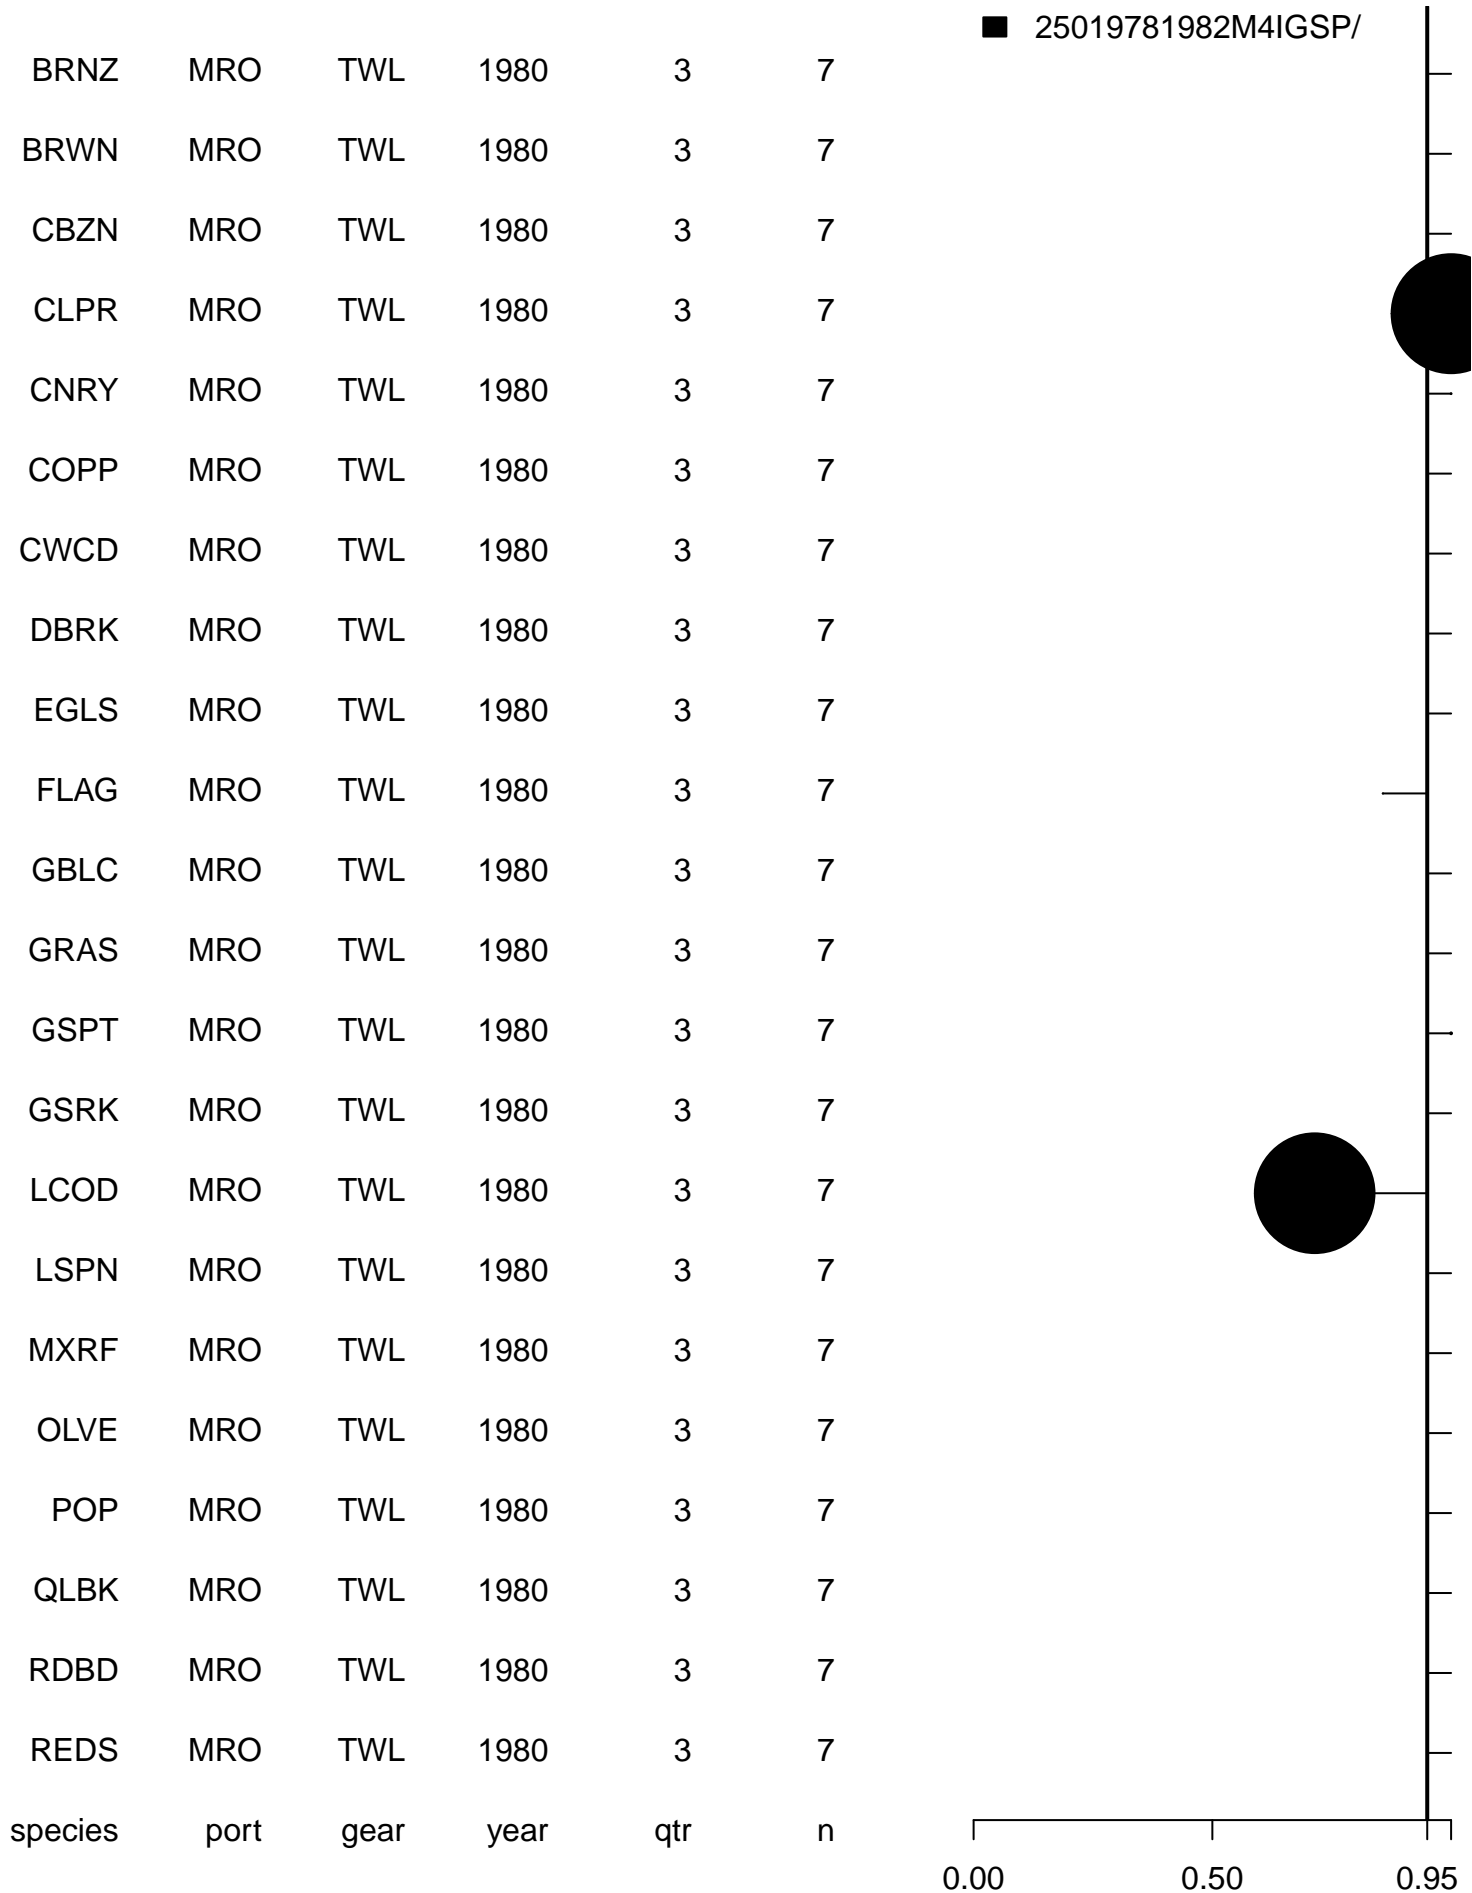 25019781982M4IGSP/
BRNZ MRO TWL 1980 3 7
BRWN MRO TWL 1980 3 7
CBZN MRO TWL 1980 3 7
CLPR MRO TWL 1980 3 7
CNRY MRO TWL 1980 3 7
COPP MRO TWL 1980 3 7
CWCD MRO TWL 1980 3 7
DBRK MRO TWL 1980 3 7
EGLS MRO TWL 1980 3 7
FLAG MRO TWL 1980 3 7
GBLC MRO TWL 1980 3 7
GRAS MRO TWL 1980 3 7
GSPT MRO TWL 1980 3 7
GSRK MRO TWL 1980 3 7
LCOD MRO TWL 1980 3 7
LSPN MRO TWL 1980 3 7
MXRF MRO TWL 1980 3 7
OLVE MRO TWL 1980 3 7
POP MRO TWL 1980 3 7
QLBK MRO TWL 1980 3 7
RDBD MRO TWL 1980 3 7
REDS MRO TWL 1980 3 7
species port gear year qtr n
0.00 0.50 0.95